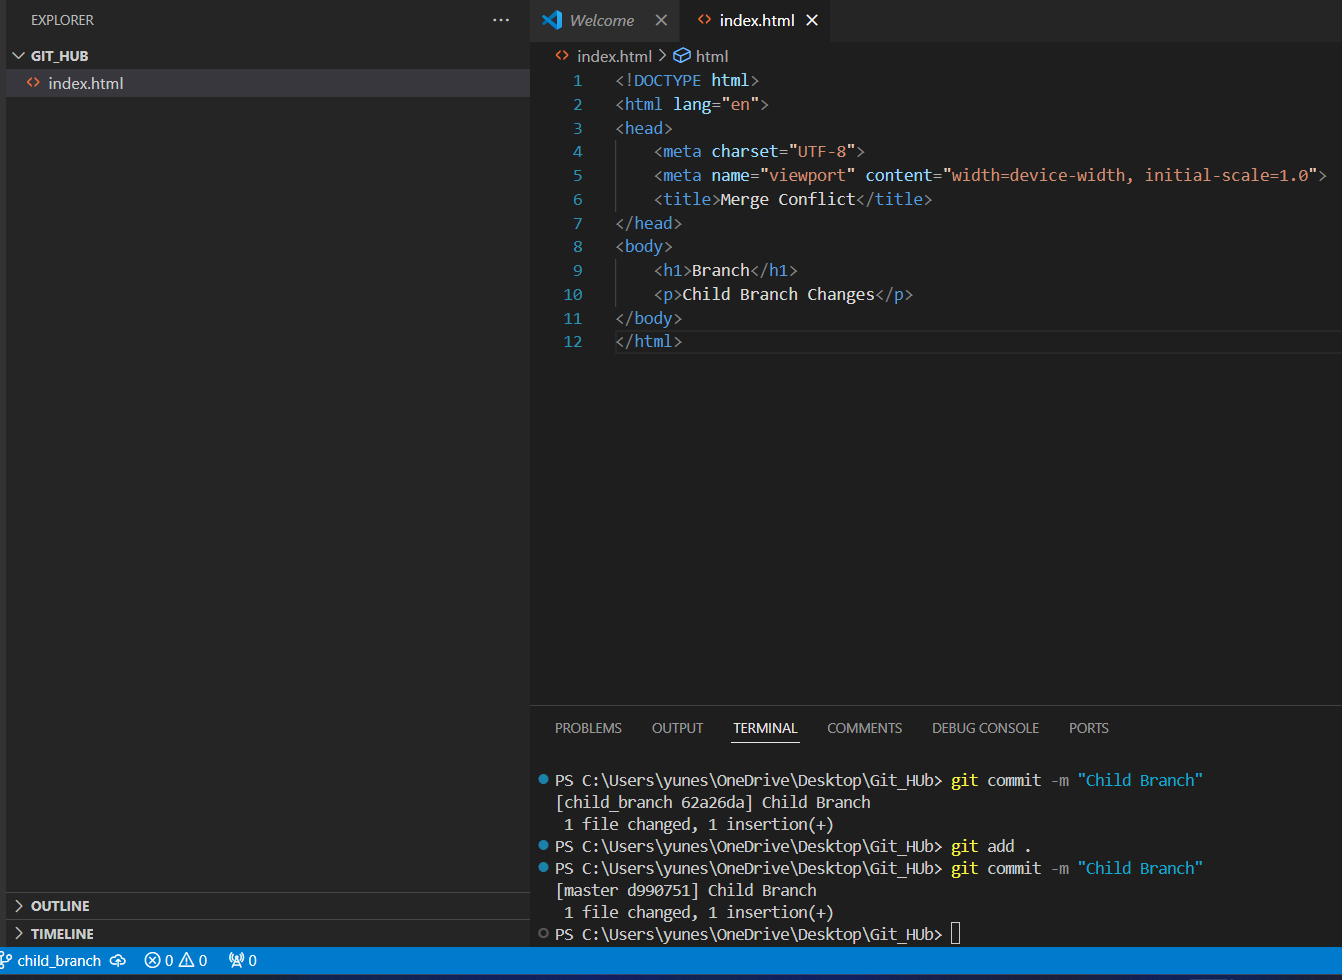 EXPLORER
GIT_HUB
index.html
Welcome
index.html
index.html > html
1 <!DOCTYPE html>
2 <html lang="en">
3 <head>
4 <meta charset="UTF-8">
5 <meta name="viewport" content="width=device-width, initial-scale=1.0">
6 <title>Merge Conflict</title>
7 </head>
8 <body>
9 <h1>Branch</h1>
10 <p>Child Branch Changes</p>
11 </body>
12 </html>
PROBLEMS OUTPUT TERMINAL COMMENTS DEBUG CONSOLE PORTS
PS C:\Users\yunes\OneDrive\Desktop\Git_HUb> git commit -m "Child Branch"
[child_branch 62a26da] Child Branch
1 file changed, 1 insertion(+)
PS C:\Users\yunes\OneDrive\Desktop\Git_HUb> git add .
PS C:\Users\yunes\OneDrive\Desktop\Git_HUb> git commit -m "Child Branch"
[master d990751] Child Branch
1 file changed, 1 insertion(+)
PS C:\Users\yunes\OneDrive\Desktop\Git_HUb>
OUTLINE
TIMELINE
child_branch 0 0 0